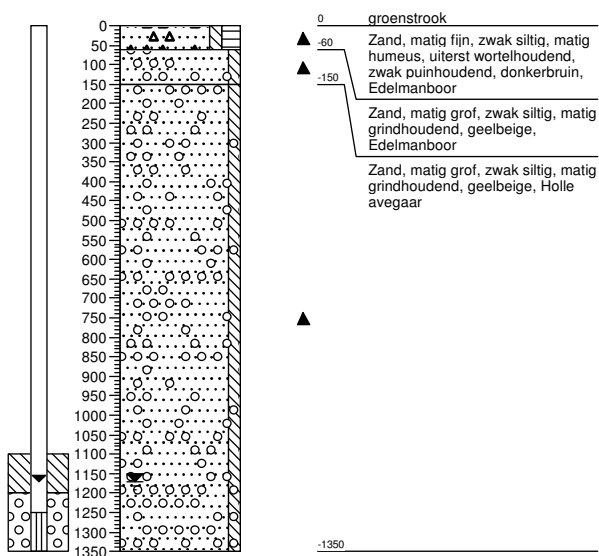 0
50
100
150
200
250
300
350
400
450
500
550
600
650
700
750
800
850
900
950
1000
1050
1100
1150
1200
1250
1300
1350
0 groenstrook
-60
Zand, matig fijn, zwak siltig, matig
humeus, uiterst wortelhoudend,
zwak puinhoudend, donkerbruin,
Edelmanboor
-150
Zand, matig grof, zwak siltig, matig
grindhoudend, geelbeige,
Edelmanboor
Zand, matig grof, zwak siltig, matig
grindhoudend, geelbeige, Holle
avegaar
-1350